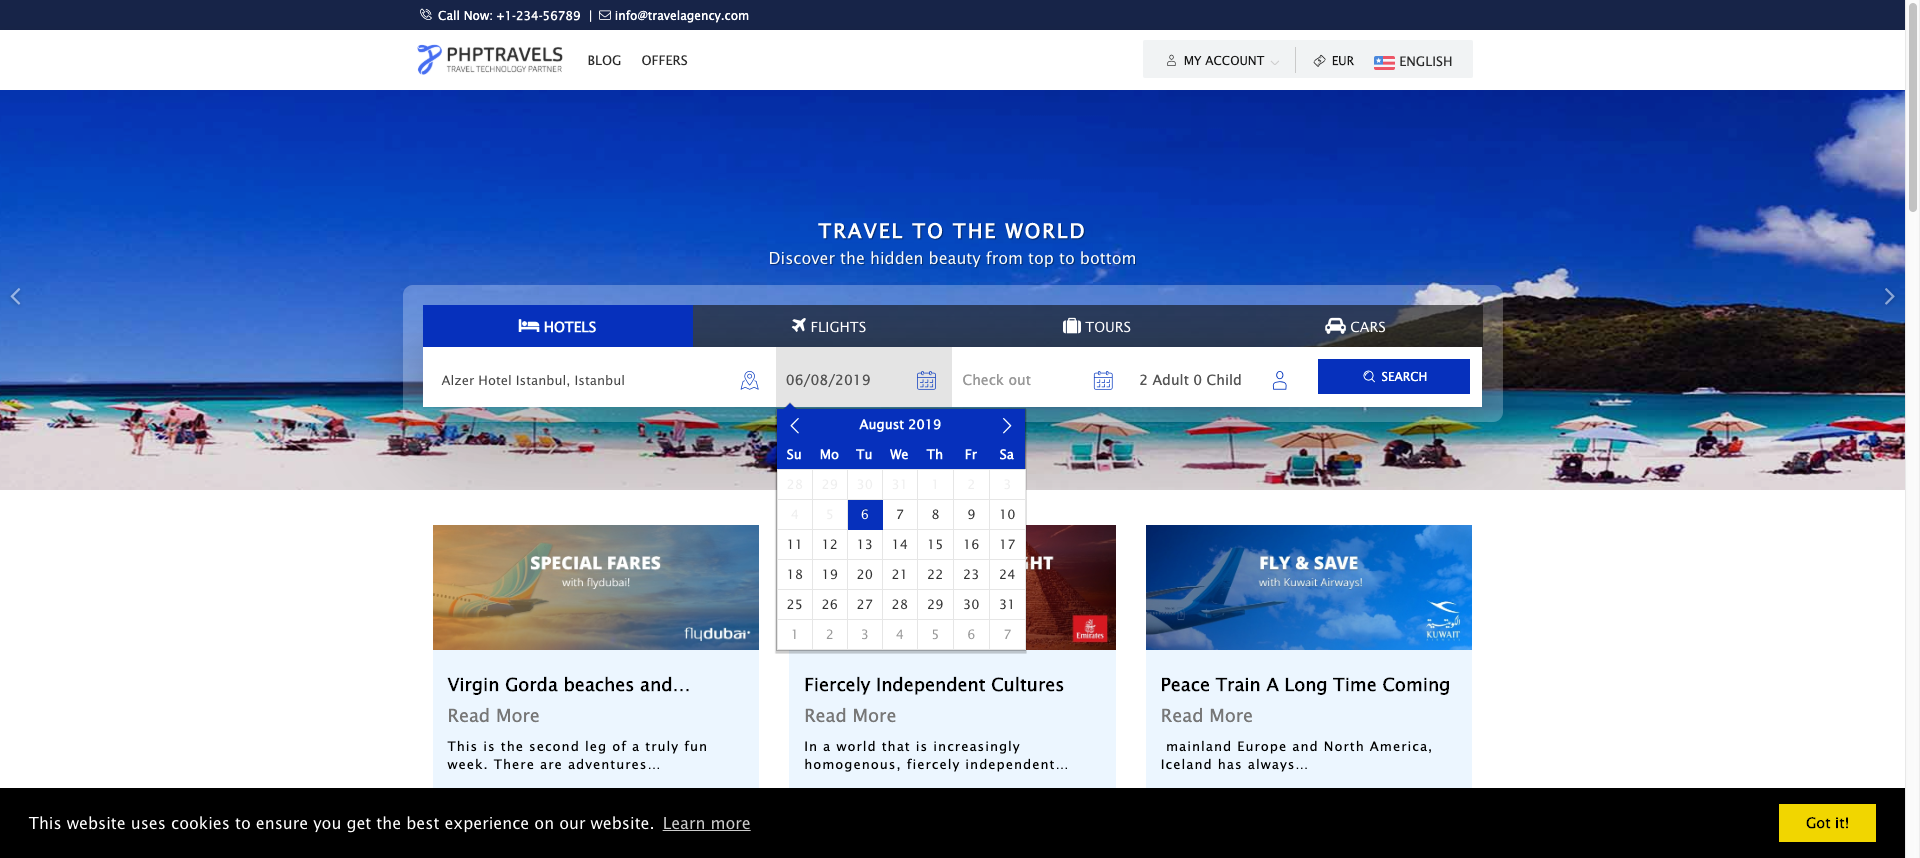 Call Now: +1-234-56789 | info@travelagency.com
PHPTRAVELS
TRAVEL TECHNOLOGY PARTNER
BLOG OFFERS
MY ACCOUNT EUR ENGLISH
TRAVEL TO THE WORLD
Discover the hidden beauty from top to bottom
HOTELS FLIGHTS TOURS CARS
Alzer Hotel Istanbul, Istanbul 06/08/2019 Check out 2 Adult 0 Child SEARCH
August 2019
Su Mo Tu We Th Fr Sa
28 29 30 31 1 2 3
4 5 6 7 8 9 10
11 12 13 14 15 16 17
18 19 20 21 22 23 24
25 26 27 28 29 30 31
1 2 3 4 5 6 7
SPECIAL FARES
with flydubai!
flydubai
GHT
Emirates
FLY & SAVE
with Kuwait Airways!
KUWAIT
Virgin Gorda beaches and...
Read More
This is the second leg of a truly fun
week. There are adventures...
Fiercely Independent Cultures
Read More
In a world that is increasingly
homogenous, fiercely independent...
Peace Train A Long Time Coming
Read More
mainland Europe and North America,
Iceland has always...
This website uses cookies to ensure you get the best experience on our website. Learn more
Got it!